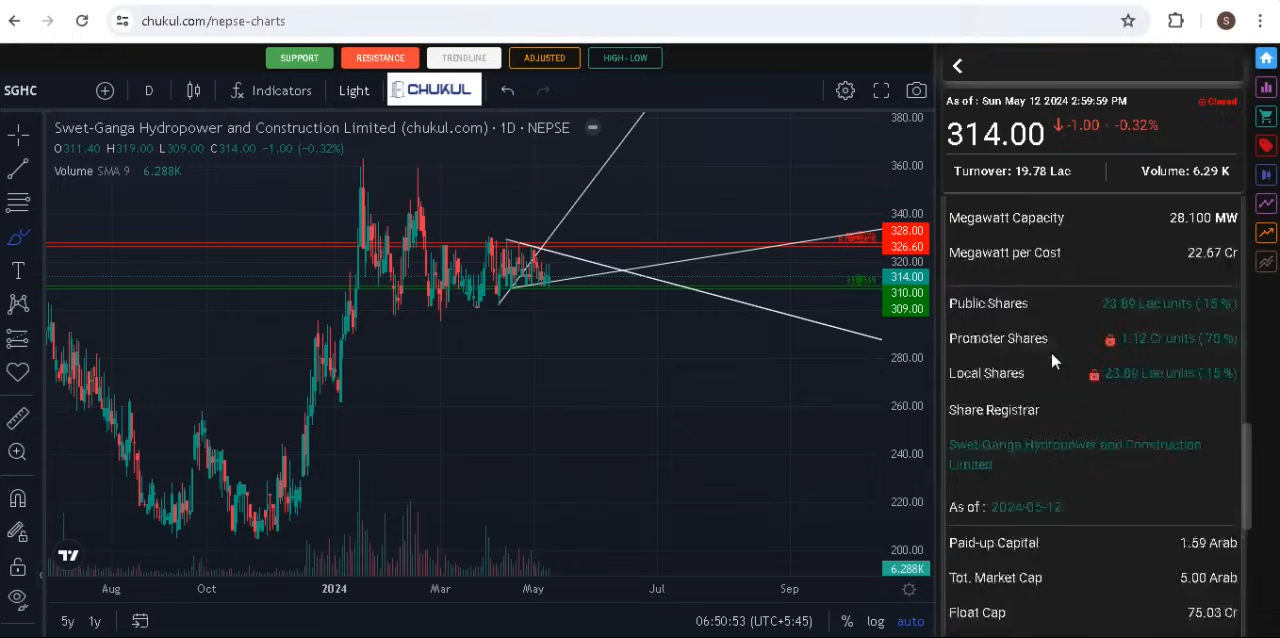 chukul.com/nepse-charts
S
SUPPORT RESISTANCE TRENDLINE ADJUSTED HIGH-LOW
SGHC D Indicators Light CHUKUL
Swet-Ganga Hydropower and Construction Limited (chukul.com) · 1D · NEPSE
O311.40 H319.00 L309.00 C314.00 -1.00 (-0.32%)
Volume SMA 9 6.288K
380.00
360.00
340.00
328.00
326.60
320.00
314.00
310.00
309.00
280.00
260.00
240.00
220.00
200.00
6.288K
Aug Oct 2024 Mar May Jul Sep
5y 1y 06:50:53 (UTC+5:45) % log auto
As of : Sun May 12 2024 2:59:59 PM Closed
314.00 -1.00 -0.32%
Turnover: 19.78 Lac Volume: 6.29 K
Megawatt Capacity 28.100 MW
Megawatt per Cost 22.67 Cr
Public Shares 23.89 Lac units ( 15 %)
Promoter Shares 1.12 Cr units ( 70 %)
Local Shares 23.89 Lac units ( 15 %)
Share Registrar
Swet-Ganga Hydropower and Construction
Limited
As of : 2024-05-12
Paid-up Capital 1.59 Arab
Tot. Market Cap 5.00 Arab
Float Cap 75.03 Cr